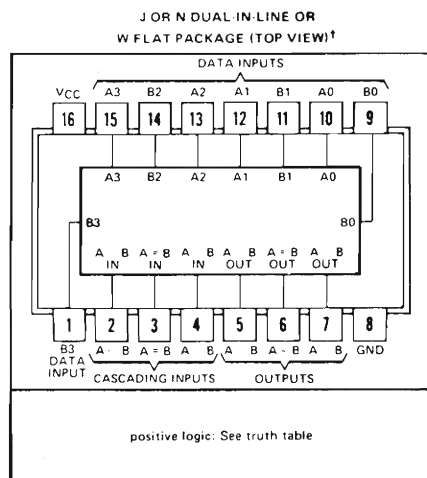 J OR N DUAL-IN-LINE OR
W FLAT PACKAGE (TOP VIEW)†
DATA INPUTS
VCC A3 B2 A2 A1 B1 A0 B0
16 15 14 13 12 11 10 9
A3 B2 A2 A1 B1 A0
B3 B0
A B A = B A B A B A = B A B
IN IN IN OUT OUT OUT
1 2 3 4 5 6 7 8
B3 A B A = B A B A B A B A B GND
DATA
INPUT
CASCADING INPUTS OUTPUTS
positive logic: See truth table